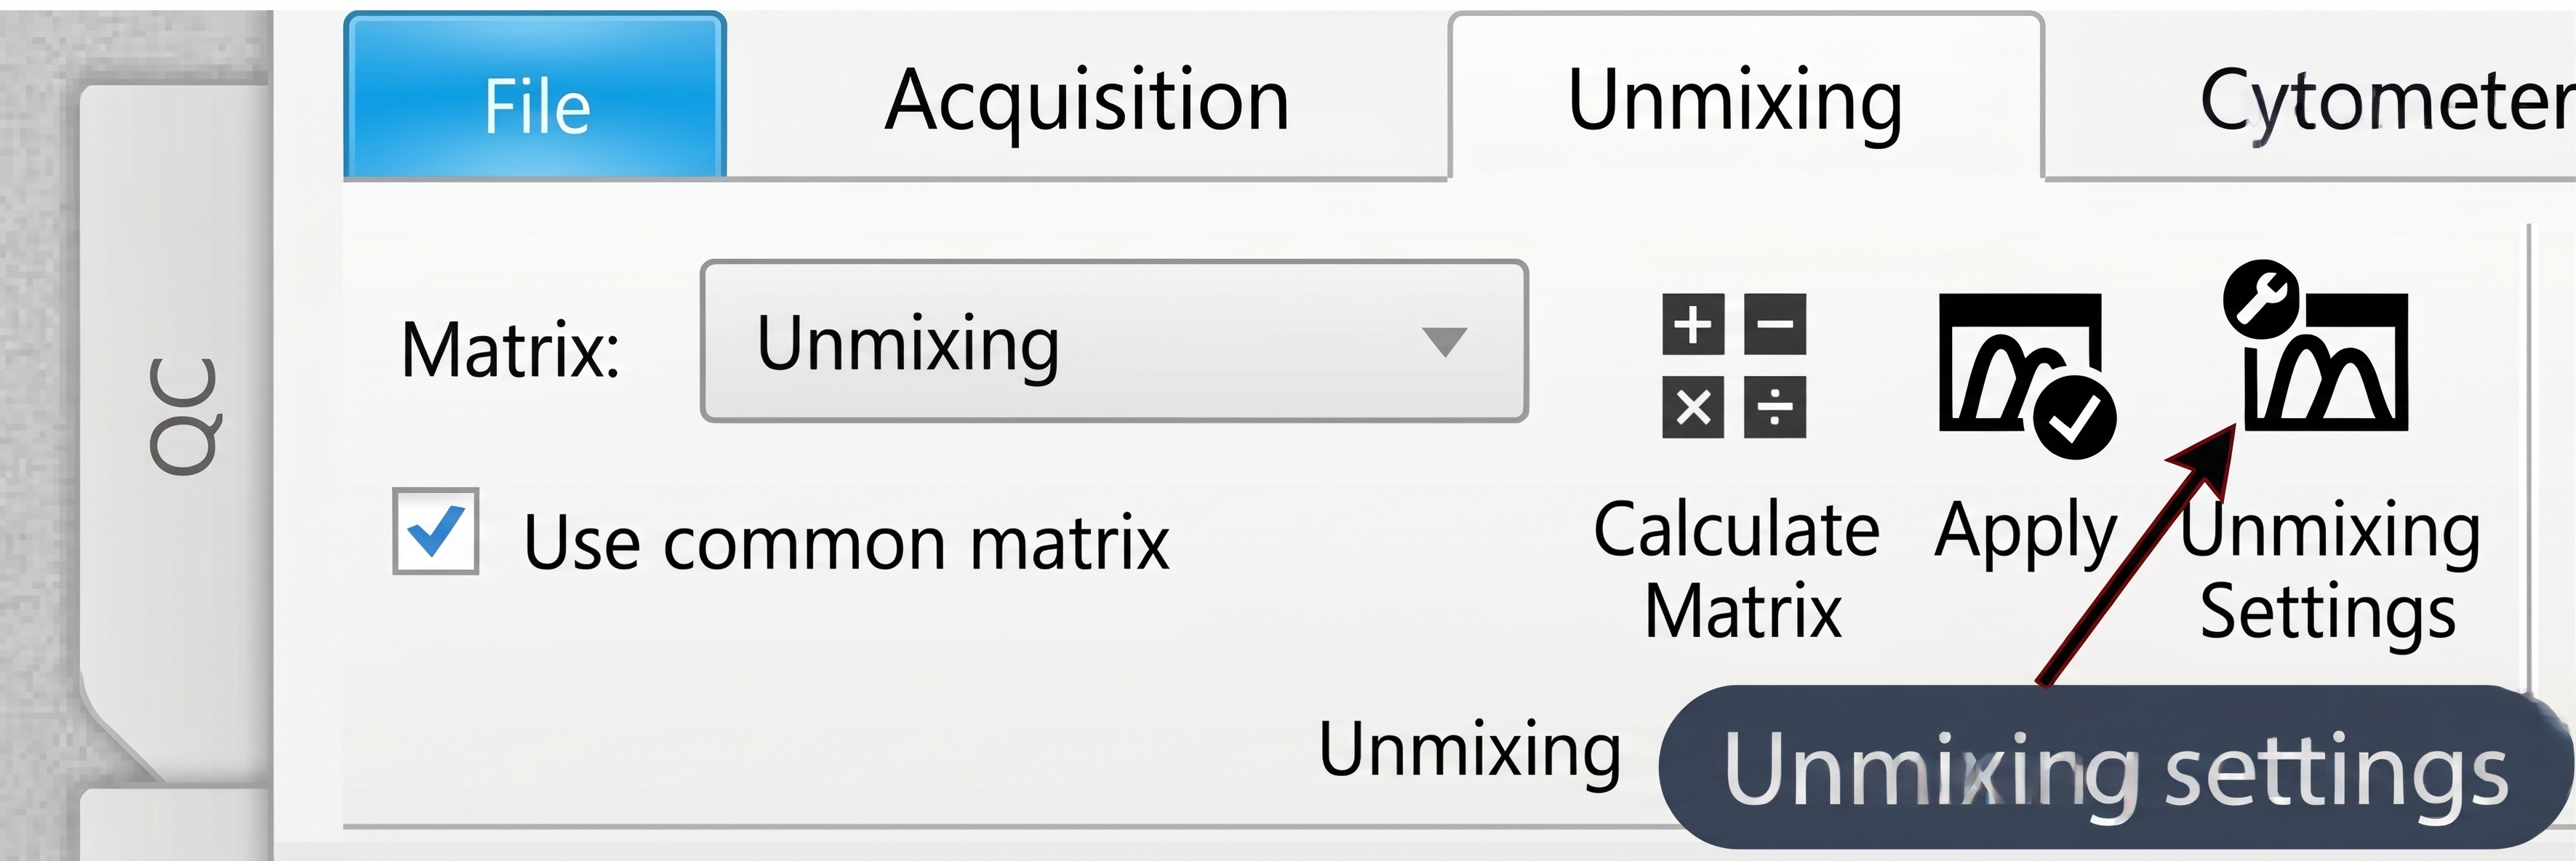 File
Acquisition
Unmixing
Cytometer
QC
Matrix:
Unmixing
Use common matrix
Calculate
Matrix
Apply
Unmixing
Settings
Unmixing
Unmixing settings